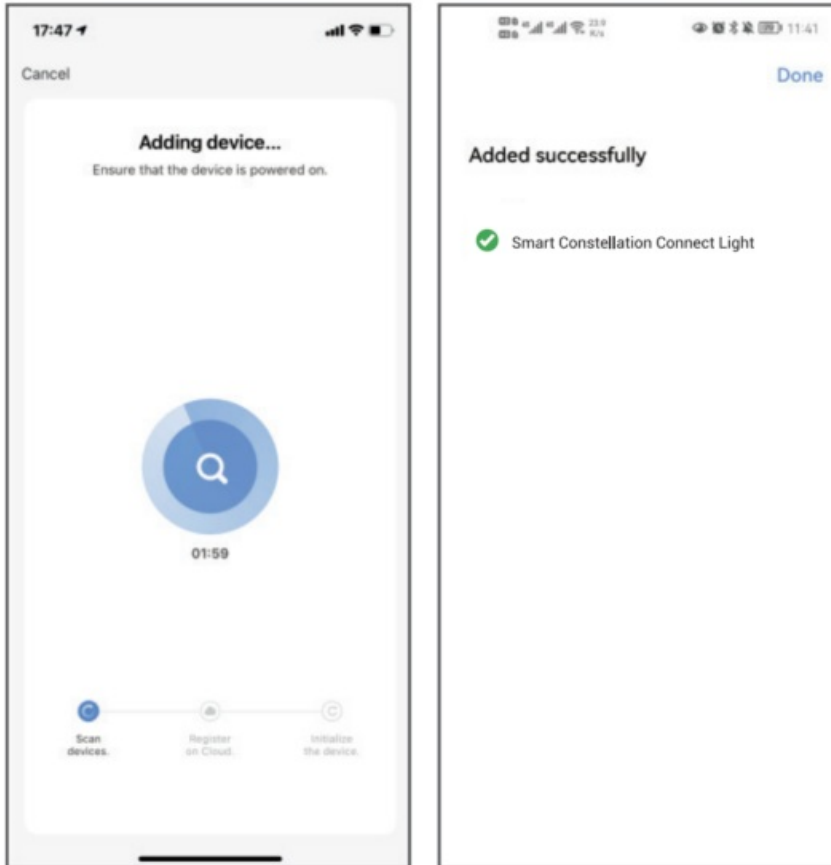 17:47
Cancel
Adding device...
Ensure that the device is powered on.
01:59
Scan
devices.
Register
on Cloud.
Initialize
the device.
11:41
Done
Added successfully
Smart Constellation Connect Light